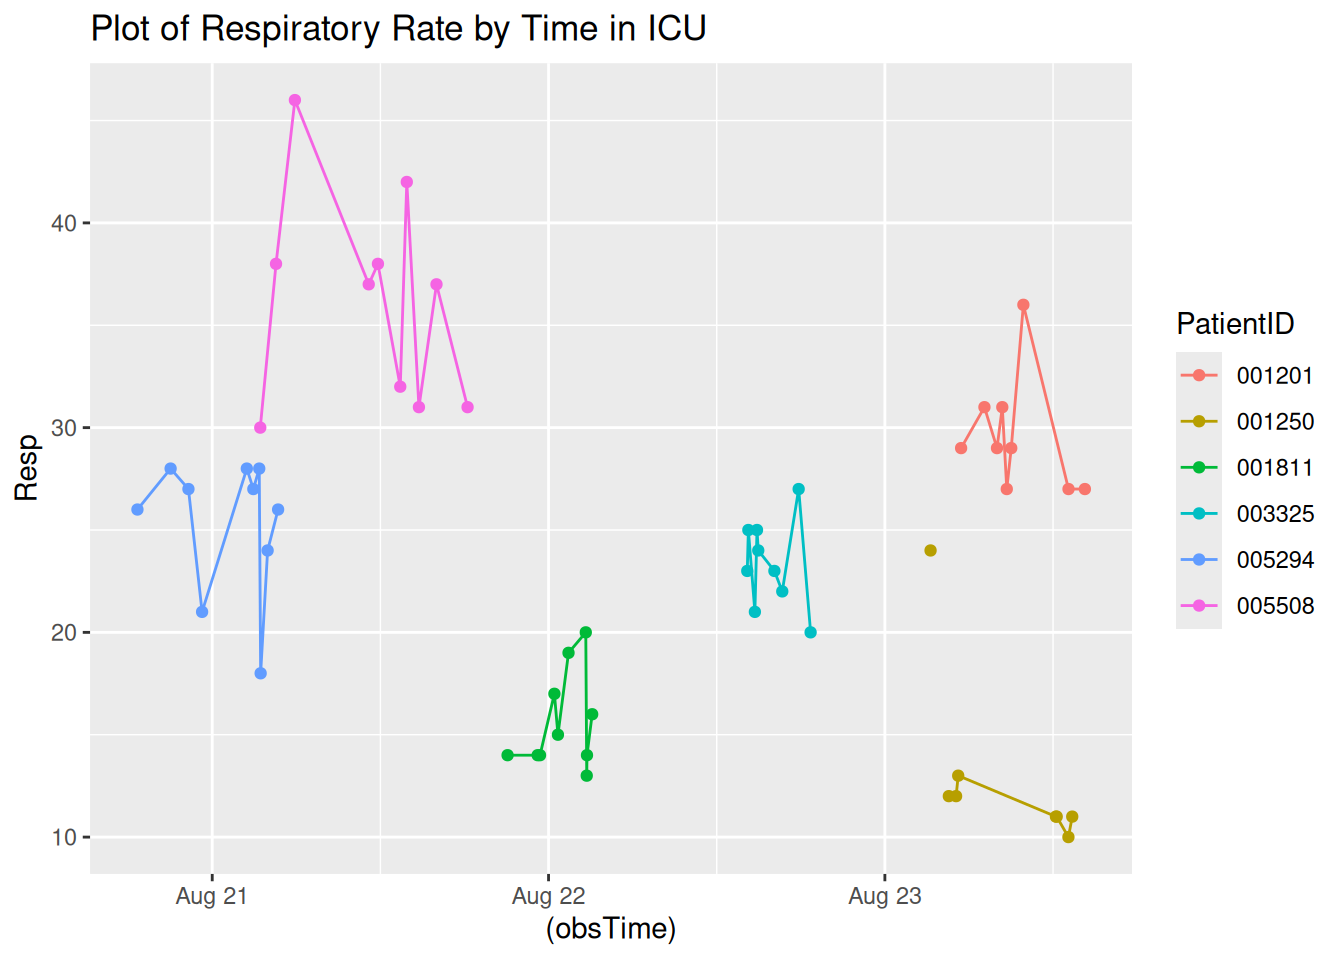 Plot of Respiratory Rate by Time in ICU
40
30
20
10
Resp
Aug 21
Aug 22
Aug 23
(obsTime)
PatientID
001201
001250
001811
003325
005294
005508